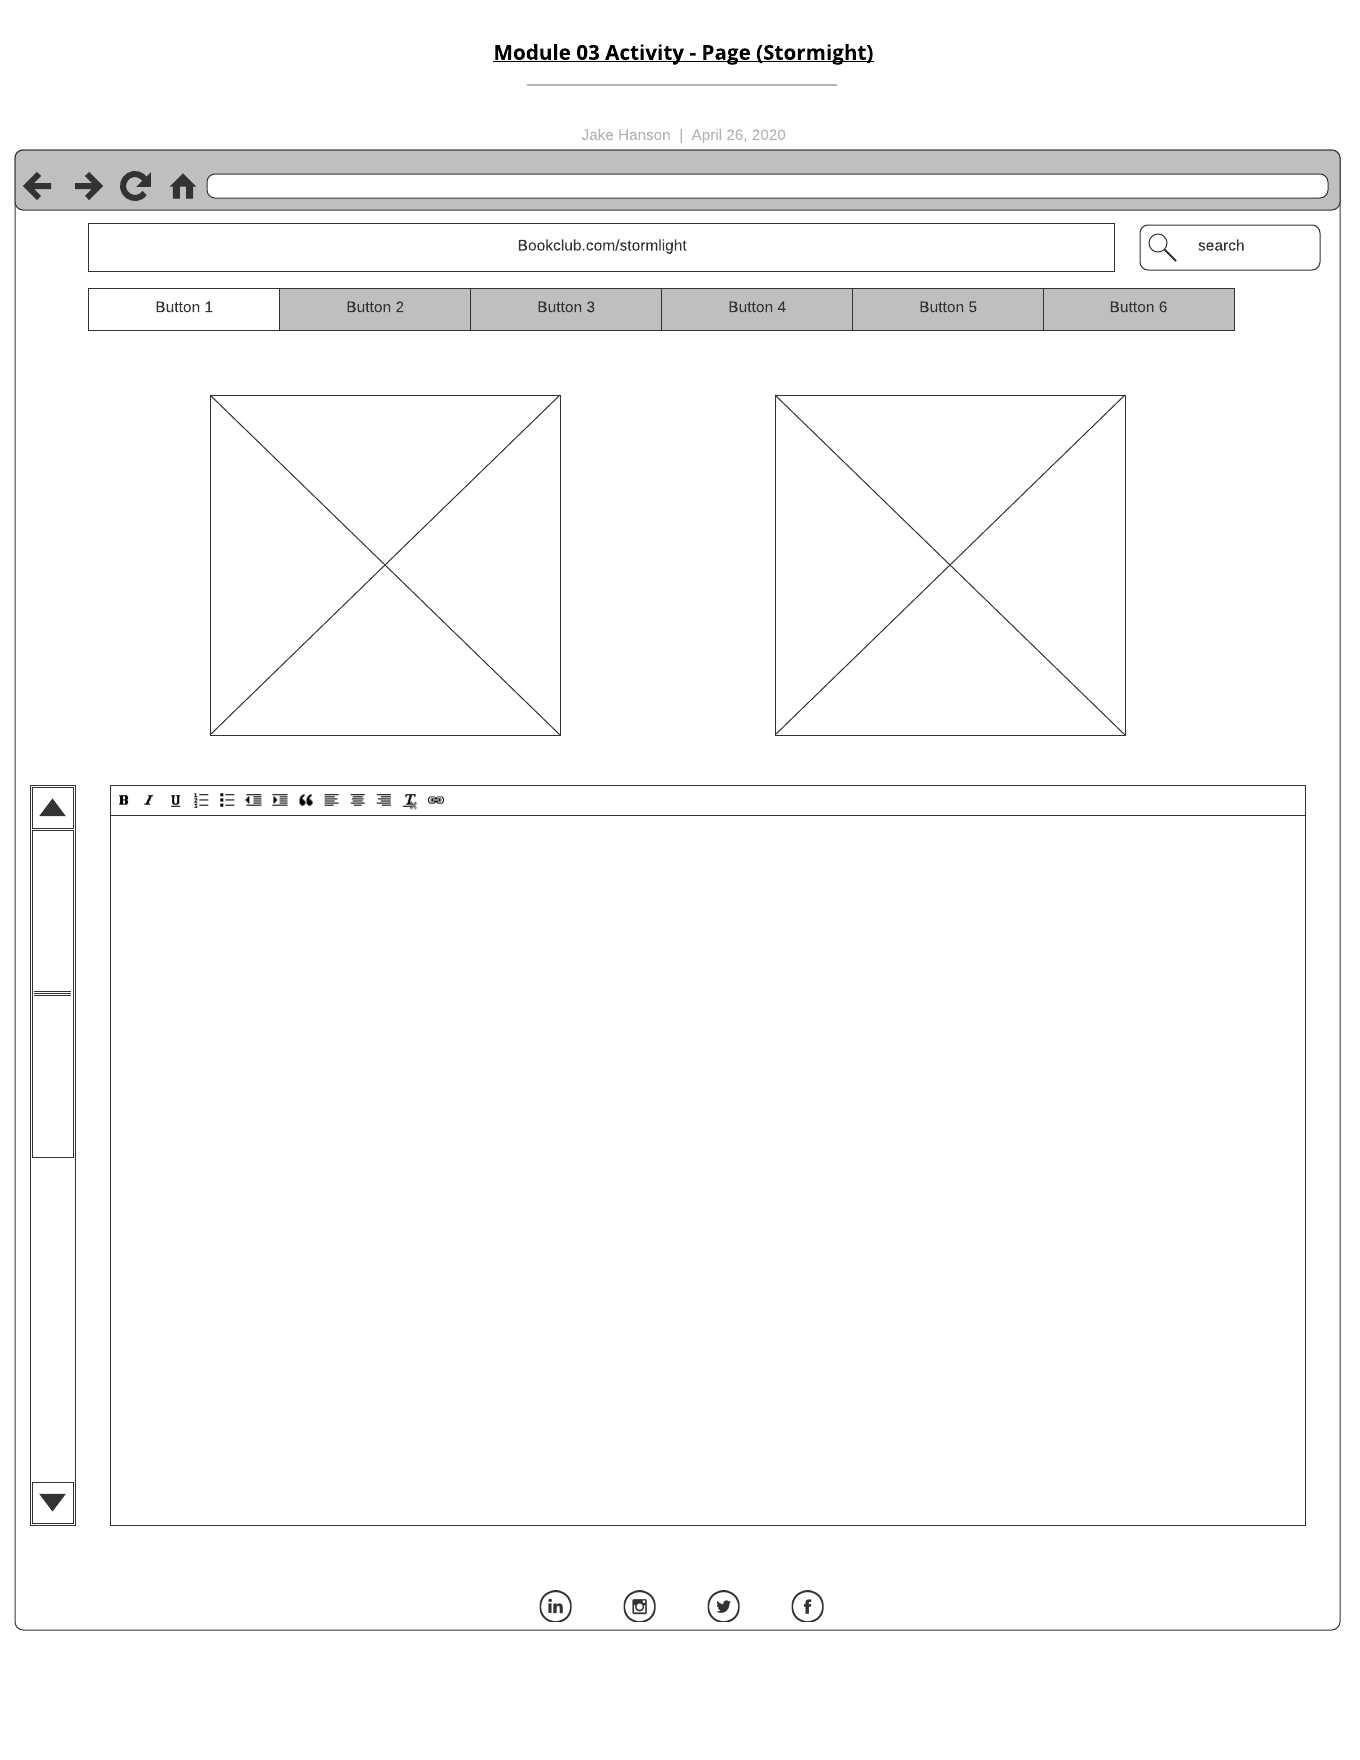 Module 03 Activity - Page (Stormight)
Jake Hanson | April 26, 2020
Bookclub.com/stormlight
search
Button 1 Button 2 Button 3 Button 4 Button 5 Button 6